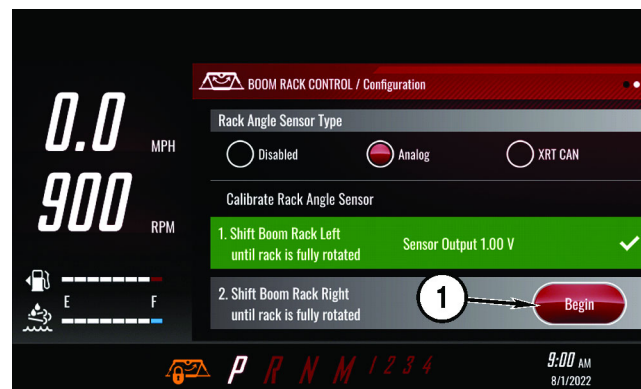 BOOM RACK CONTROL / Configuration
0.0 MPH
Rack Angle Sensor Type
Disabled Analog XRT CAN
900 RPM
Calibrate Rack Angle Sensor
1. Shift Boom Rack Left
until rack is fully rotated
Sensor Output 1.00 V
2. Shift Boom Rack Right
until rack is fully rotated
1
Begin
E F
P R N M 1 2 3 4
9:00 AM
8/1/2022